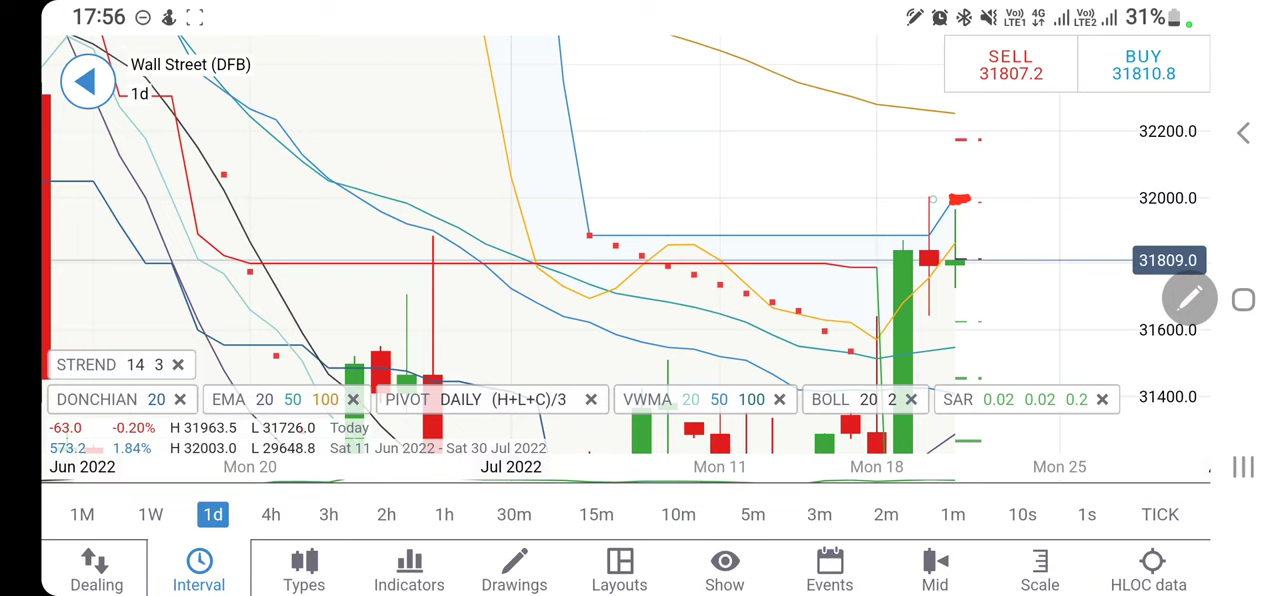 17:56 Vo) LTE1 4G Vo) LTE2 31%
Wall Street (DFB)
1d
SELL 31807.2
BUY 31810.8
32200.0
32000.0
31809.0
31600.0
31400.0
STREND 14 3
DONCHIAN 20 EMA 20 50 100 PIVOT DAILY (H+L+C)/3 VWMA 20 50 100 BOLL 20 2 SAR 0.02 0.02 0.2
-63.0 -0.20% H 31963.5 L 31726.0 Today
573.2 1.84% H 32003.0 L 29648.8 Sat 11 Jun 2022 - Sat 30 Jul 2022
Jun 2022 Mon 20 Jul 2022 Mon 11 Mon 18 Mon 25
1M 1W 1d 4h 3h 2h 1h 30m 15m 10m 5m 3m 2m 1m 10s 1s TICK
Dealing Interval Types Indicators Drawings Layouts Show Events Mid Scale HLOC data